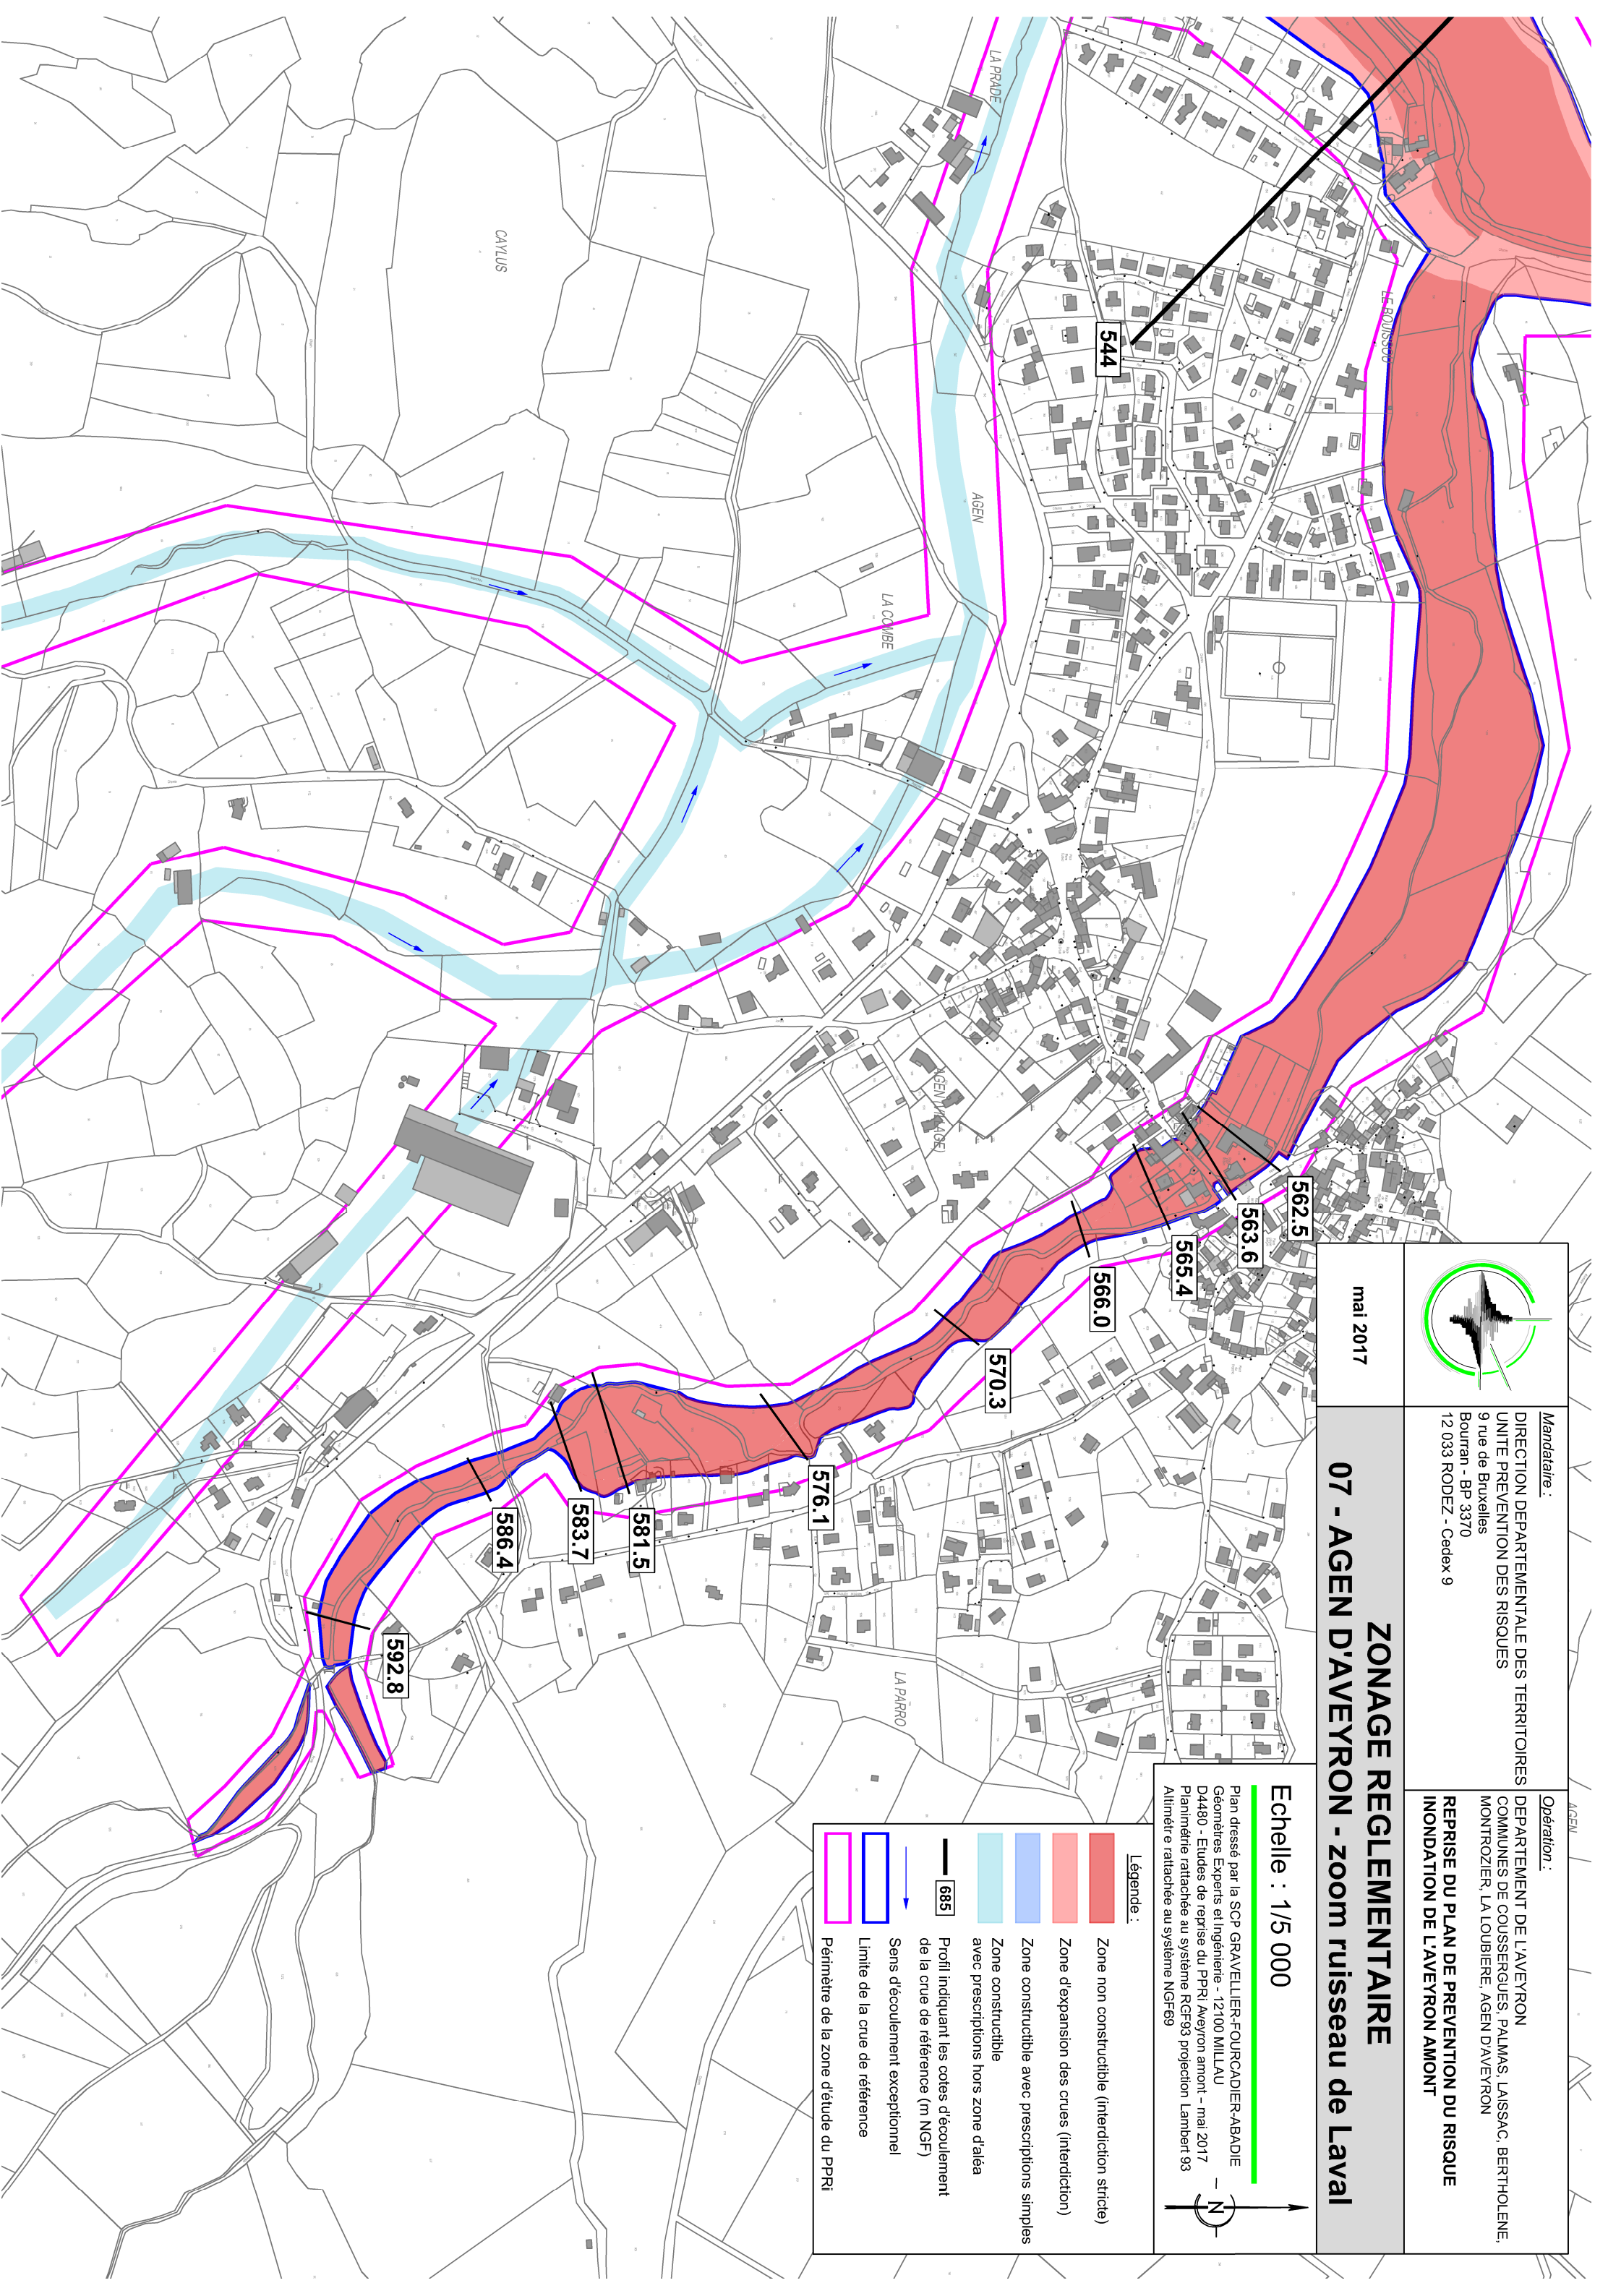 Mandataire :
DIRECTION DEPARTEMENTALE DES TERRITOIRES
UNITE PREVENTION DES RISQUES
9 rue de Bruxelles
Bourran - BP 3370
12 033 RODEZ - Cedex 9
Opération :
DEPARTEMENT DE L'AVEYRON
COMMUNES DE COUSSERGUES, PALMAS, LAISSAC, BERTHOLENE,
MONTROZIER, LA LOUBIERE, AGEN D'AVEYRON
REPRISE DU PLAN DE PREVENTION DU RISQUE
INONDATION DE L'AVEYRON AMONT
mai 2017
ZONAGE REGLEMENTAIRE
07 - AGEN D'AVEYRON - zoom ruisseau de Laval
Echelle : 1/5 000
Plan dressé par la SCP GRAVELLIER-FOURCADIER-ABADIE
Géomètres Experts et Ingénierie - 12100 MILLAU
D4480 - Etudes de reprise du PPRi Aveyron amont - mai 2017
Planimétrie rattachée au système RGF93 projection Lambert 93
Altimétre rattachée au système NGF69
N
Légende :
Zone non constructible (interdiction stricte)
Zone d'expansion des crues (interdiction)
Zone constructible avec prescriptions simples
Zone constructible
avec prescriptions hors zone d'aléa
685
Profil indiquant les cotes d'écoulement
de la crue de référence (m NGF)
Sens d'écoulement exceptionnel
Limite de la crue de référence
Périmètre de la zone d'étude du PPRi
AGEN
LE BOUISSOU
LA PRADE
544
CAYLUS
AGEN
LA COMBE
AGEN VILLAGE
562.5
563.6
565.4
566.0
570.3
576.1
581.5
583.7
586.4
592.8
LA PARRO